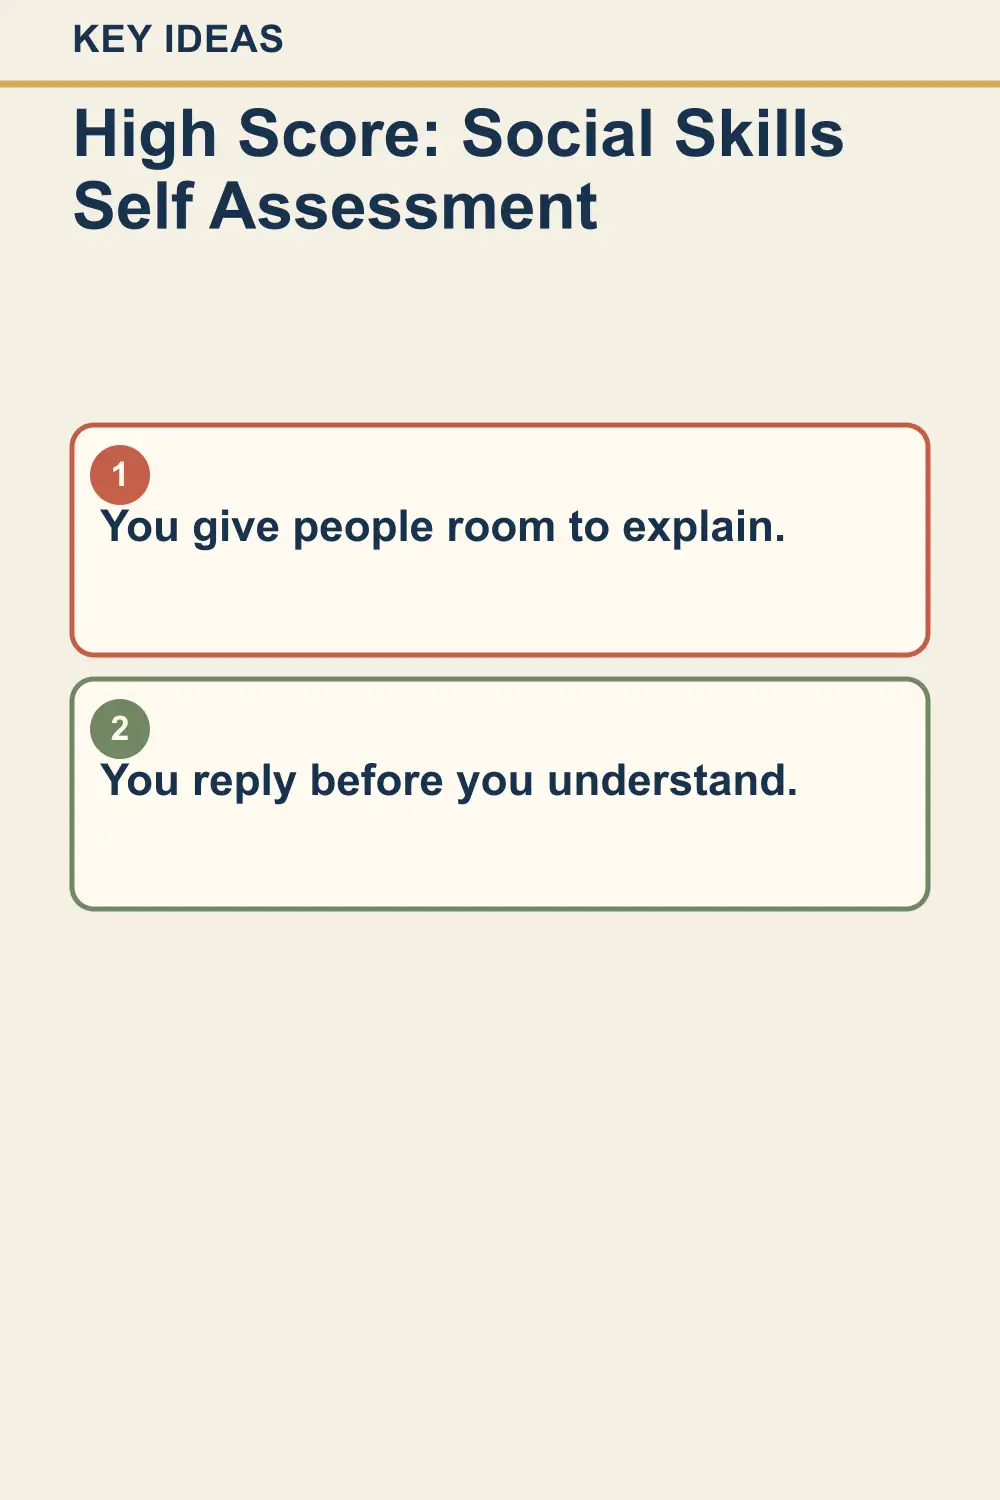 KEY IDEAS
High Score: Social Skills
Self Assessment
1
You give people room to explain.
2
You reply before you understand.